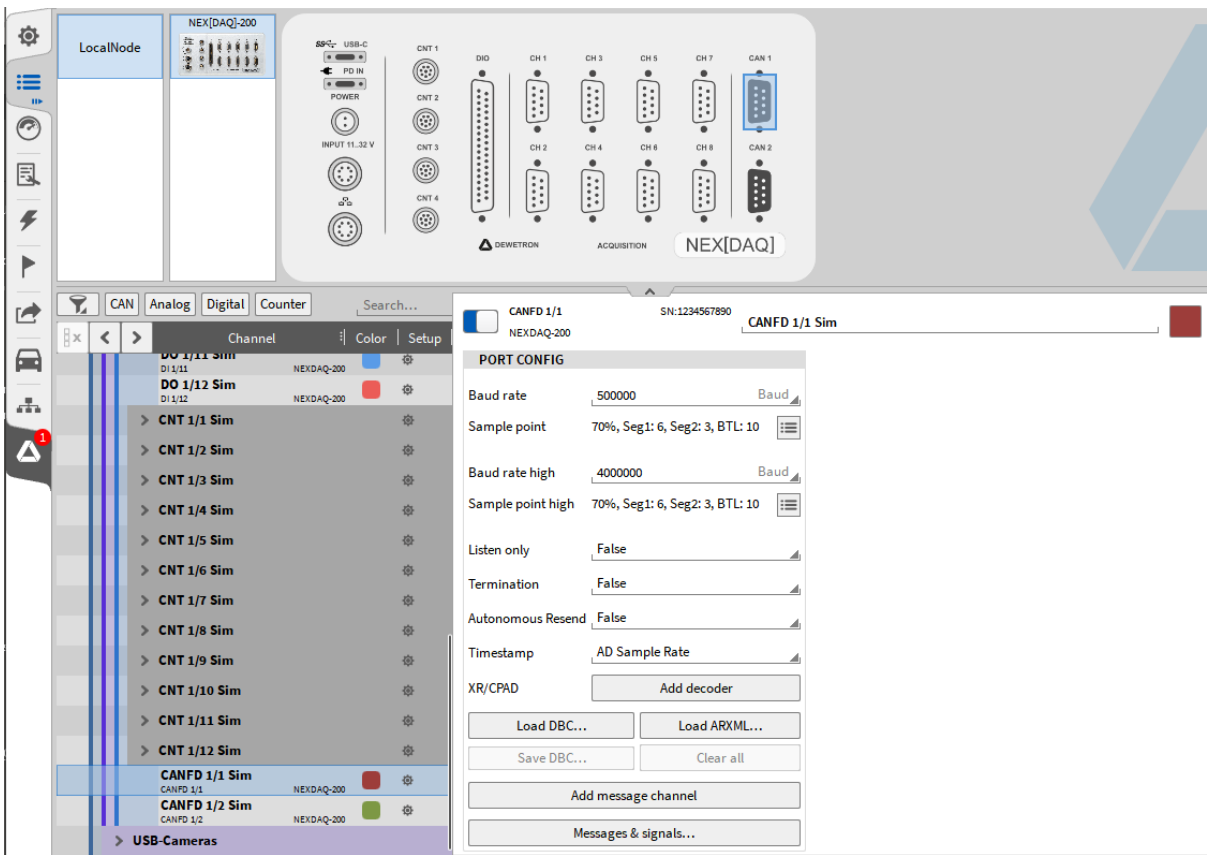 LocalNode
NEX[DAQ]-200
USB-C
PD IN
POWER
INPUT 11..32 V
CNT 1
CNT 2
CNT 3
CNT 4
DIO
CH 1
CH 3
CH 5
CH 7
CAN 1
CH 2
CH 4
CH 6
CH 8
CAN 2
DEWETRON
ACQUISITION
NEX[DAQ]
1
CAN Analog Digital Counter Search...
Channel Color Setup
DO 1/11 Sim
DI 1/11 NEXDAQ-200
DO 1/12 Sim
DI 1/12 NEXDAQ-200
CNT 1/1 Sim
CNT 1/2 Sim
CNT 1/3 Sim
CNT 1/4 Sim
CNT 1/5 Sim
CNT 1/6 Sim
CNT 1/7 Sim
CNT 1/8 Sim
CNT 1/9 Sim
CNT 1/10 Sim
CNT 1/11 Sim
CNT 1/12 Sim
CANFD 1/1 Sim
CANFD 1/1 NEXDAQ-200
CANFD 1/2 Sim
CANFD 1/2 NEXDAQ-200
USB-Cameras
CANFD 1/1 SN:1234567890
NEXDAQ-200
CANFD 1/1 Sim
PORT CONFIG
Baud rate 500000 Baud
Sample point 70%, Seg1: 6, Seg2: 3, BTL: 10
Baud rate high 4000000 Baud
Sample point high 70%, Seg1: 6, Seg2: 3, BTL: 10
Listen only False
Termination False
Autonomous Resend False
Timestamp AD Sample Rate
XR/CPAD Add decoder
Load DBC... Load ARXML...
Save DBC... Clear all
Add message channel
Messages & signals...